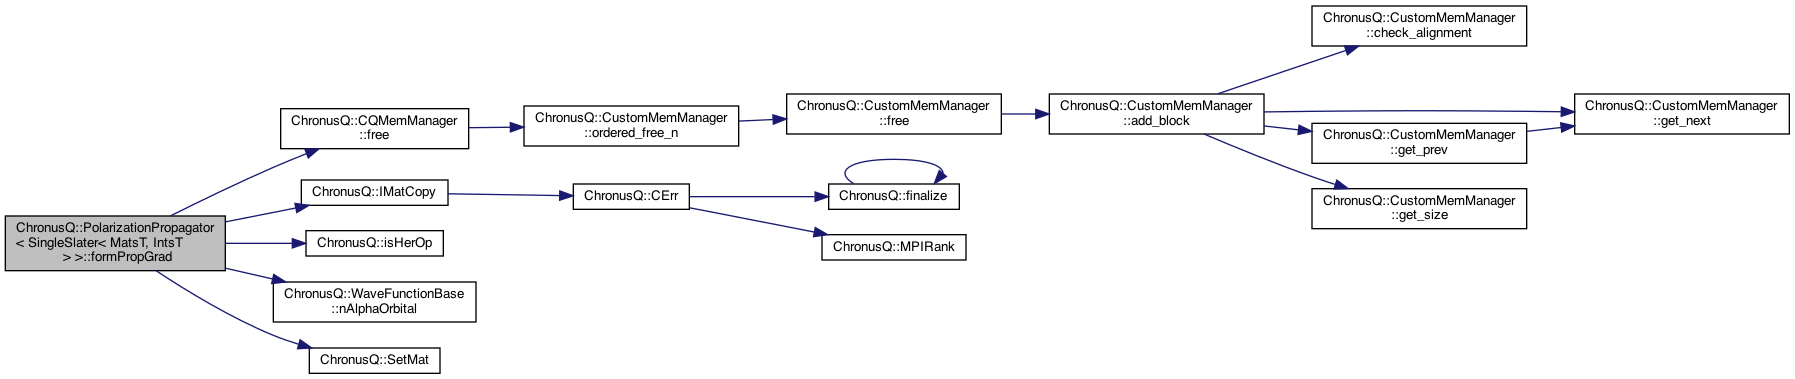 ChronusQ::PolarizationPropagator
< SingleSlater< MatsT, IntsT
> >::formPropGrad
ChronusQ::CQMemManager
::free
ChronusQ::CustomMemManager
::ordered_free_n
ChronusQ::CustomMemManager
::free
ChronusQ::CustomMemManager
::add_block
ChronusQ::CustomMemManager
::check_alignment
ChronusQ::CustomMemManager
::get_next
ChronusQ::CustomMemManager
::get_prev
ChronusQ::CustomMemManager
::get_size
ChronusQ::IMatCopy
ChronusQ::CErr
ChronusQ::finalize
ChronusQ::MPIRank
ChronusQ::isHerOp
ChronusQ::WaveFunctionBase
::nAlphaOrbital
ChronusQ::SetMat